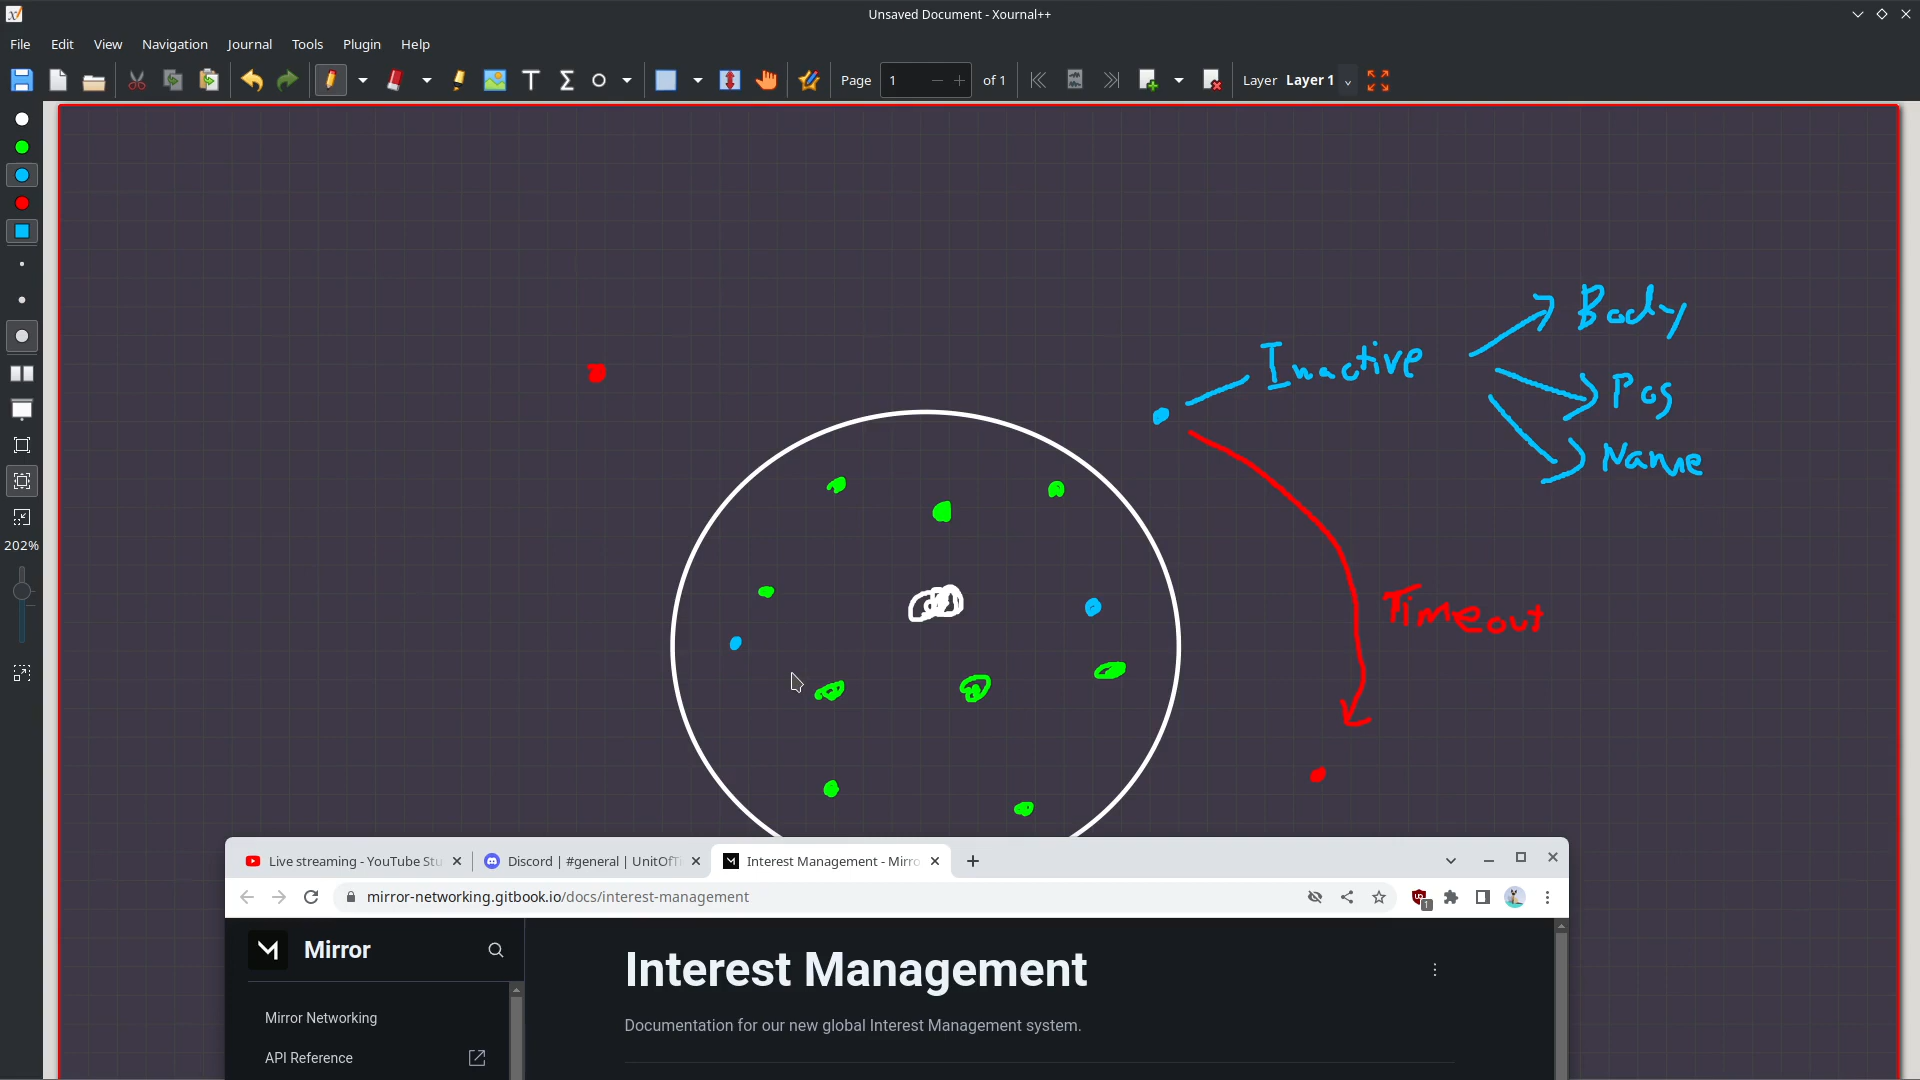 Unsaved Document - Xournal++
File Edit View Navigation Journal Tools Plugin Help
Page 1 of 1 Layer Layer 1
Body
Inactive
Pos
Name
202%
Timeout
Live streaming - YouTube Stu Discord | #general | UnitOfTi Interest Management - Mirro
mirror-networking.gitbook.io/docs/interest-management
1
Mirror
Interest Management
Mirror Networking
Documentation for our new global Interest Management system.
API Reference